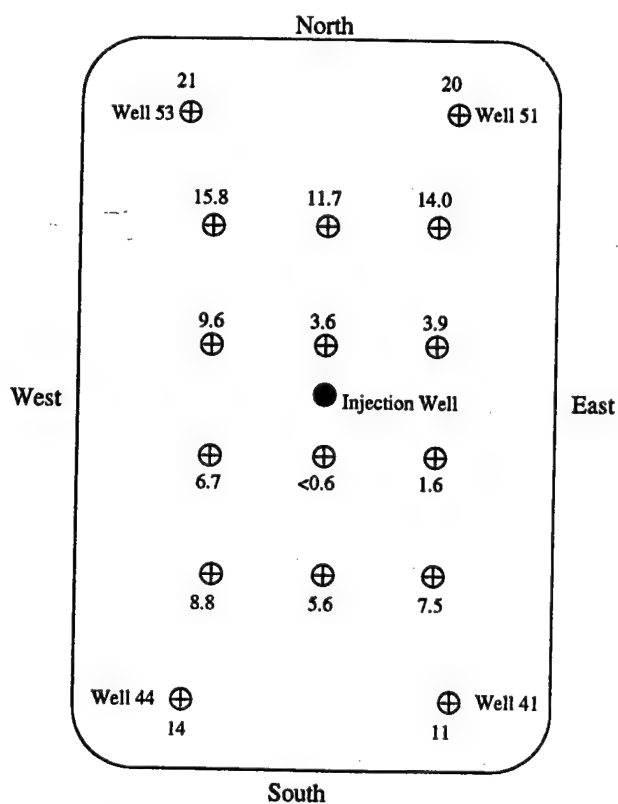 North
21
20
Well 53
Well 51
15.8
11.7
14.0
9.6
3.6
3.9
West
Injection Well
East
6.7
<0.6
1.6
8.8
5.6
7.5
Well 44
Well 41
14
11
South